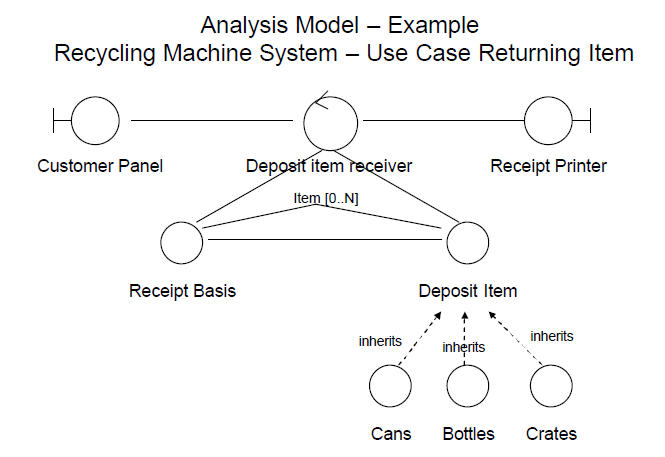 Analysis Model – Example
Recycling Machine System – Use Case Returning Item
Customer Panel
Deposit item receiver
Receipt Printer
Item [0..N]
Receipt Basis
Deposit Item
inherits
inherits
inherits
Cans
Bottles
Crates